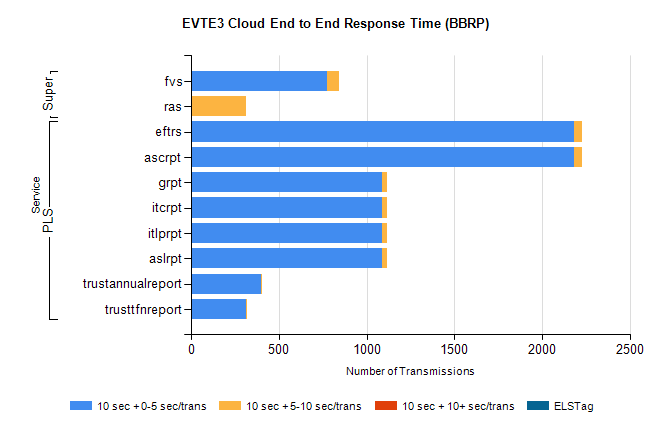 EVTE3 Cloud End to End Response Time (BBRP)
Service
Super
fvs
ras
PLS
eftrs
ascrpt
grpt
itcrpt
itlprpt
aslrpt
trustannualreport
trusttfnreport
0 500 1000 1500 2000 2500
Number of Transmissions
10 sec +0-5 sec/trans 10 sec +5-10 sec/trans 10 sec + 10+ sec/trans ELSTag